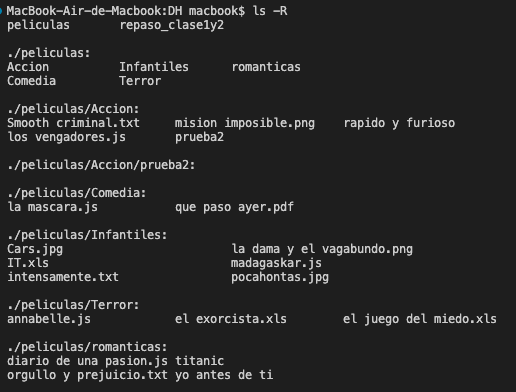 MacBook-Air-de-Macbook:DH macbook$ ls -R
peliculas repaso_clase1y2
./peliculas:
Accion Infantiles romanticas
Comedia Terror
./peliculas/Accion:
Smooth criminal.txt mision imposible.png rapido y furioso
los vengadores.js prueba2
./peliculas/Accion/prueba2:
./peliculas/Comedia:
la mascara.js que paso ayer.pdf
./peliculas/Infantiles:
Cars.jpg la dama y el vagabundo.png
IT.xls madagaskar.js
intensamente.txt pocahontas.jpg
./peliculas/Terror:
annabelle.js el exorcista.xls el juego del miedo.xls
./peliculas/romanticas:
diario de una pasion.js titanic
orgullo y prejuicio.txt yo antes de ti